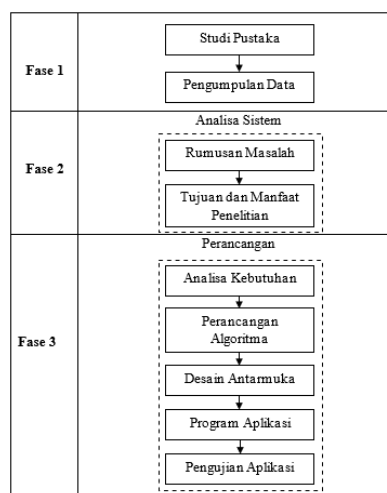 Fase 1
Studi Pustaka
Pengumpulan Data
Fase 2
Analisa Sistem
Rumusan Masalah
Tujuan dan Manfaat
Penelitian
Fase 3
Perancangan
Analisa Kebutuhan
Perancangan
Algoritma
Desain Antarmuka
Program Aplikasi
Pengujian Aplikasi